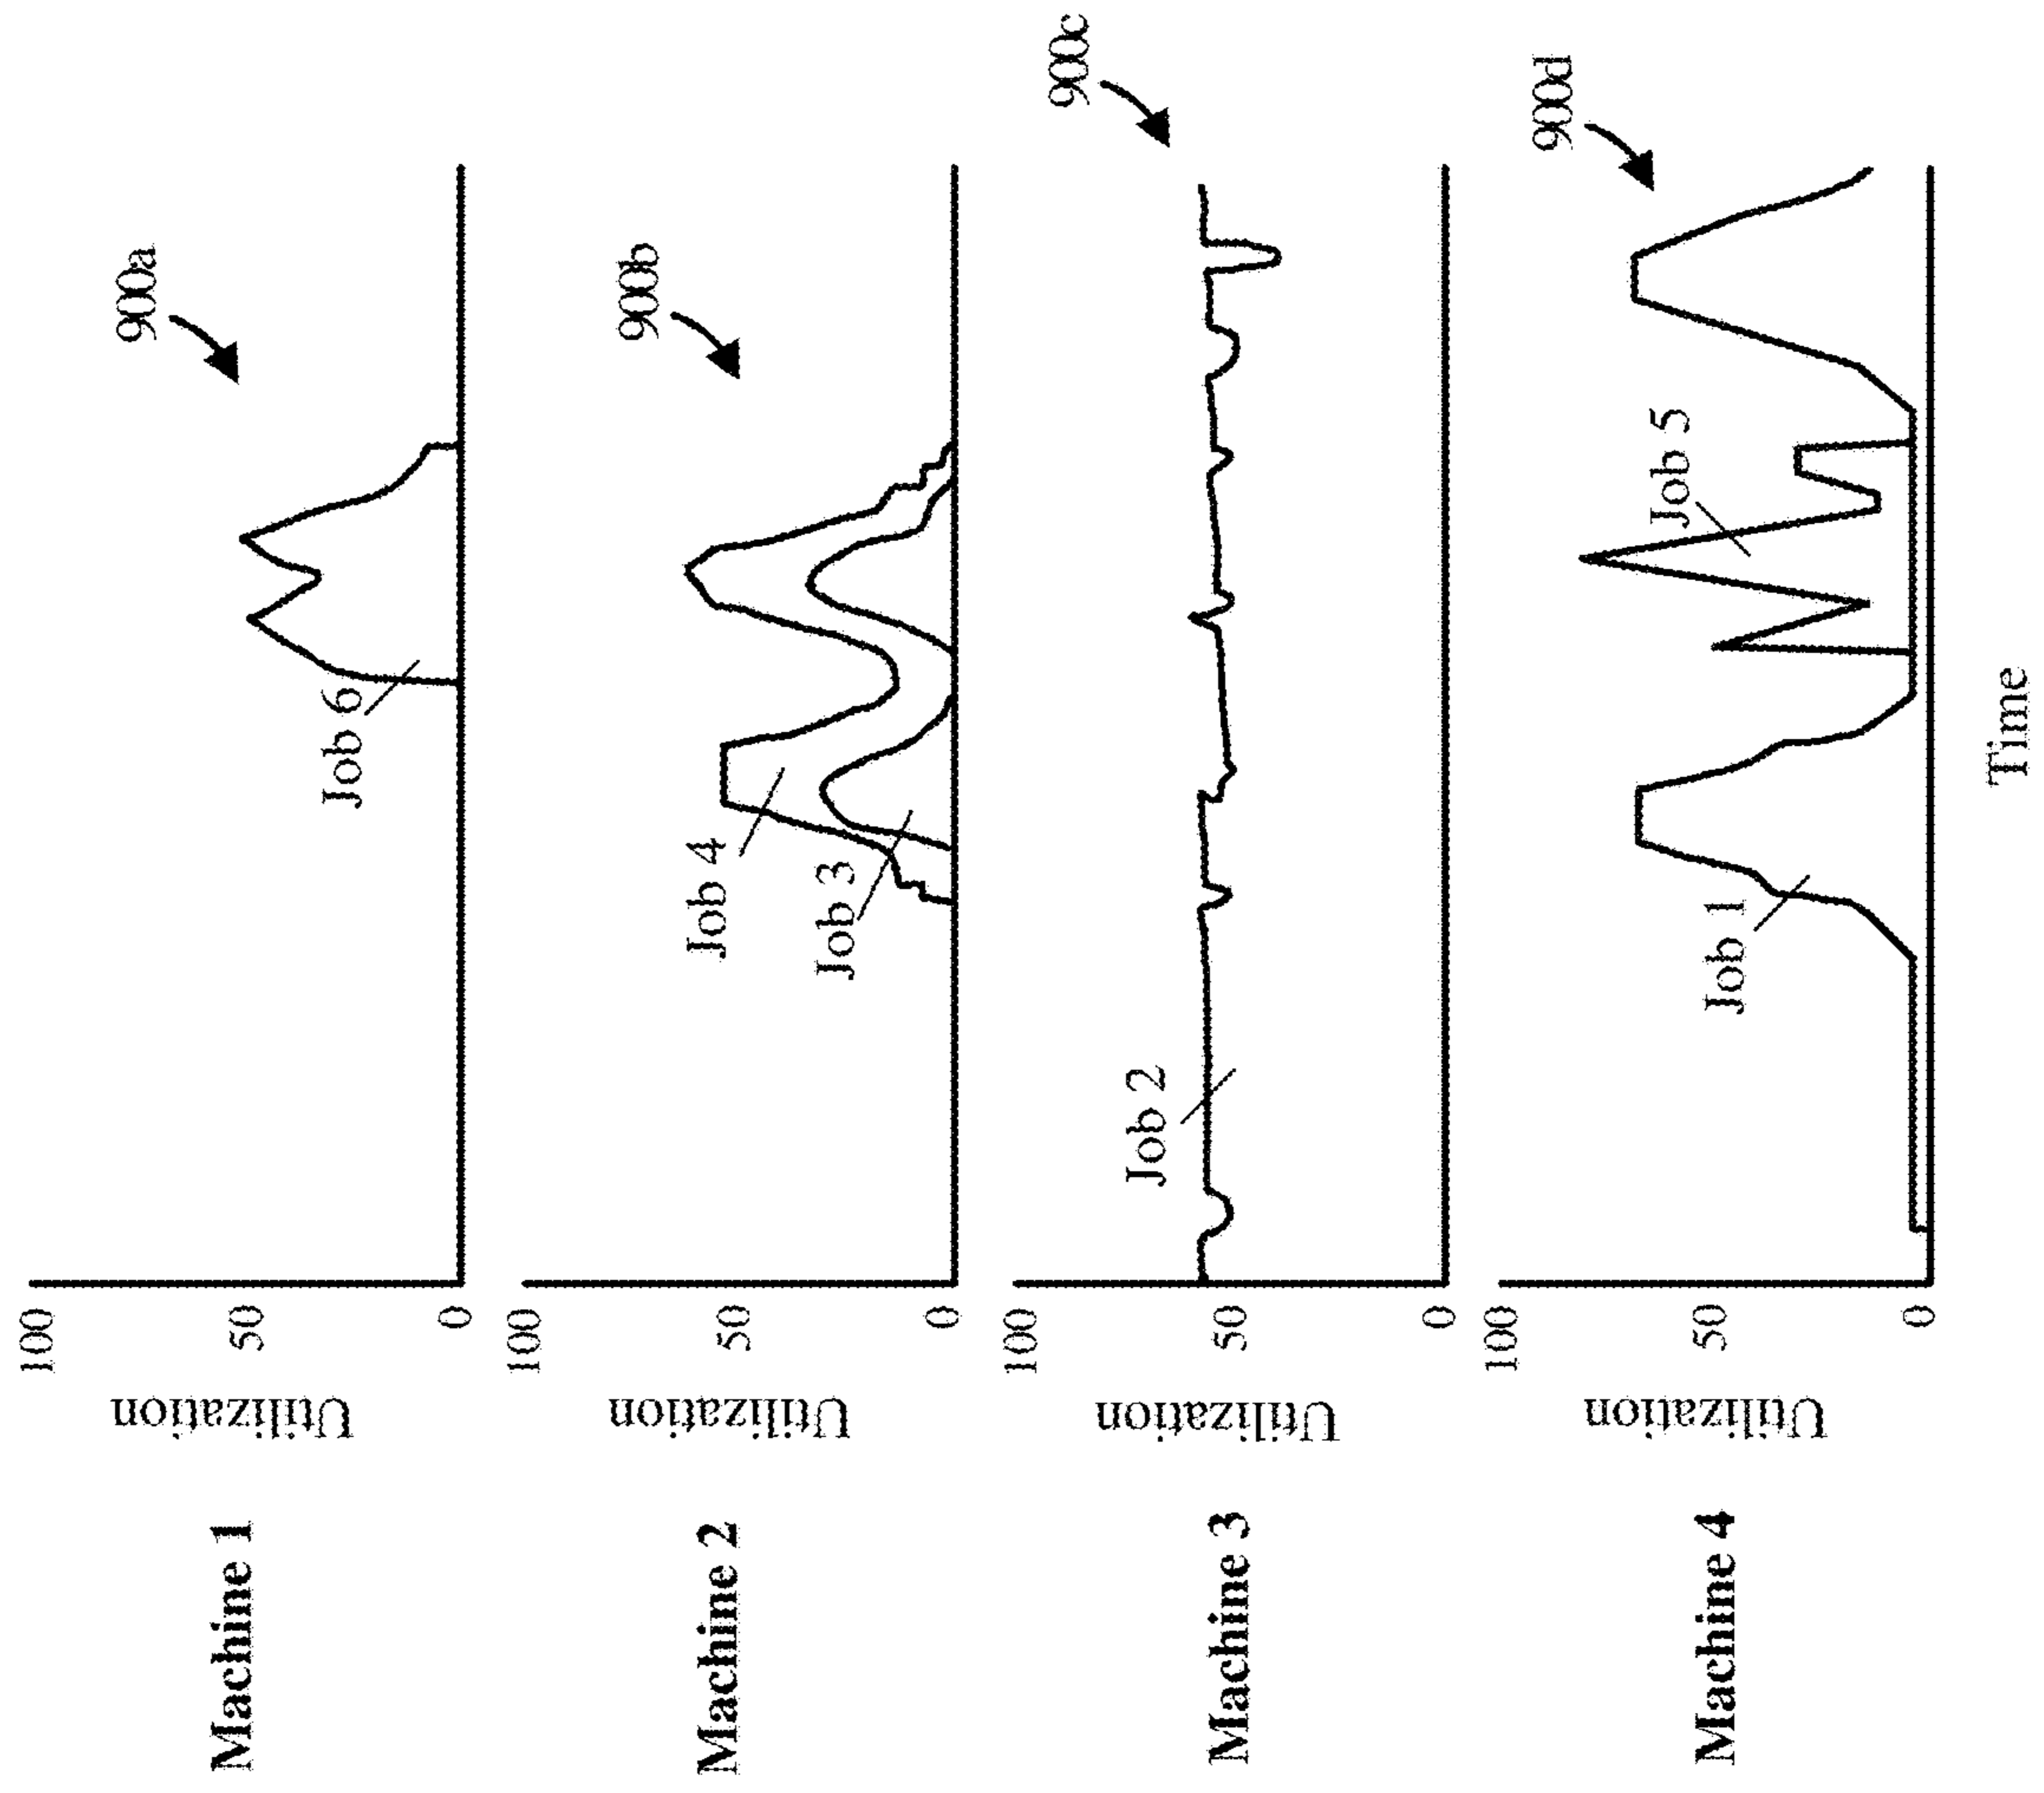 900a
Machine 1
Utilization
100
50
0
Job 6
900b
Machine 2
Utilization
100
50
0
Job 4
Job 3
900c
Machine 3
Utilization
100
50
0
Job 2
900d
Machine 4
Utilization
100
50
0
Job 1
Job 5
Time